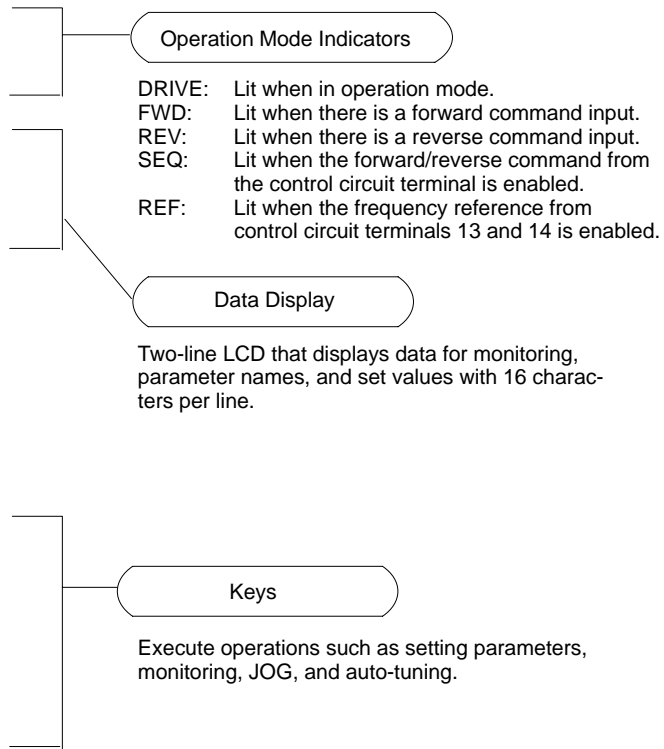 Operation Mode Indicators
DRIVE: Lit when in operation mode.
FWD: Lit when there is a forward command input.
REV: Lit when there is a reverse command input.
SEQ: Lit when the forward/reverse command from
the control circuit terminal is enabled.
REF: Lit when the frequency reference from
control circuit terminals 13 and 14 is enabled.
Data Display
Two-line LCD that displays data for monitoring,
parameter names, and set values with 16 charac-
ters per line.
Keys
Execute operations such as setting parameters,
monitoring, JOG, and auto-tuning.